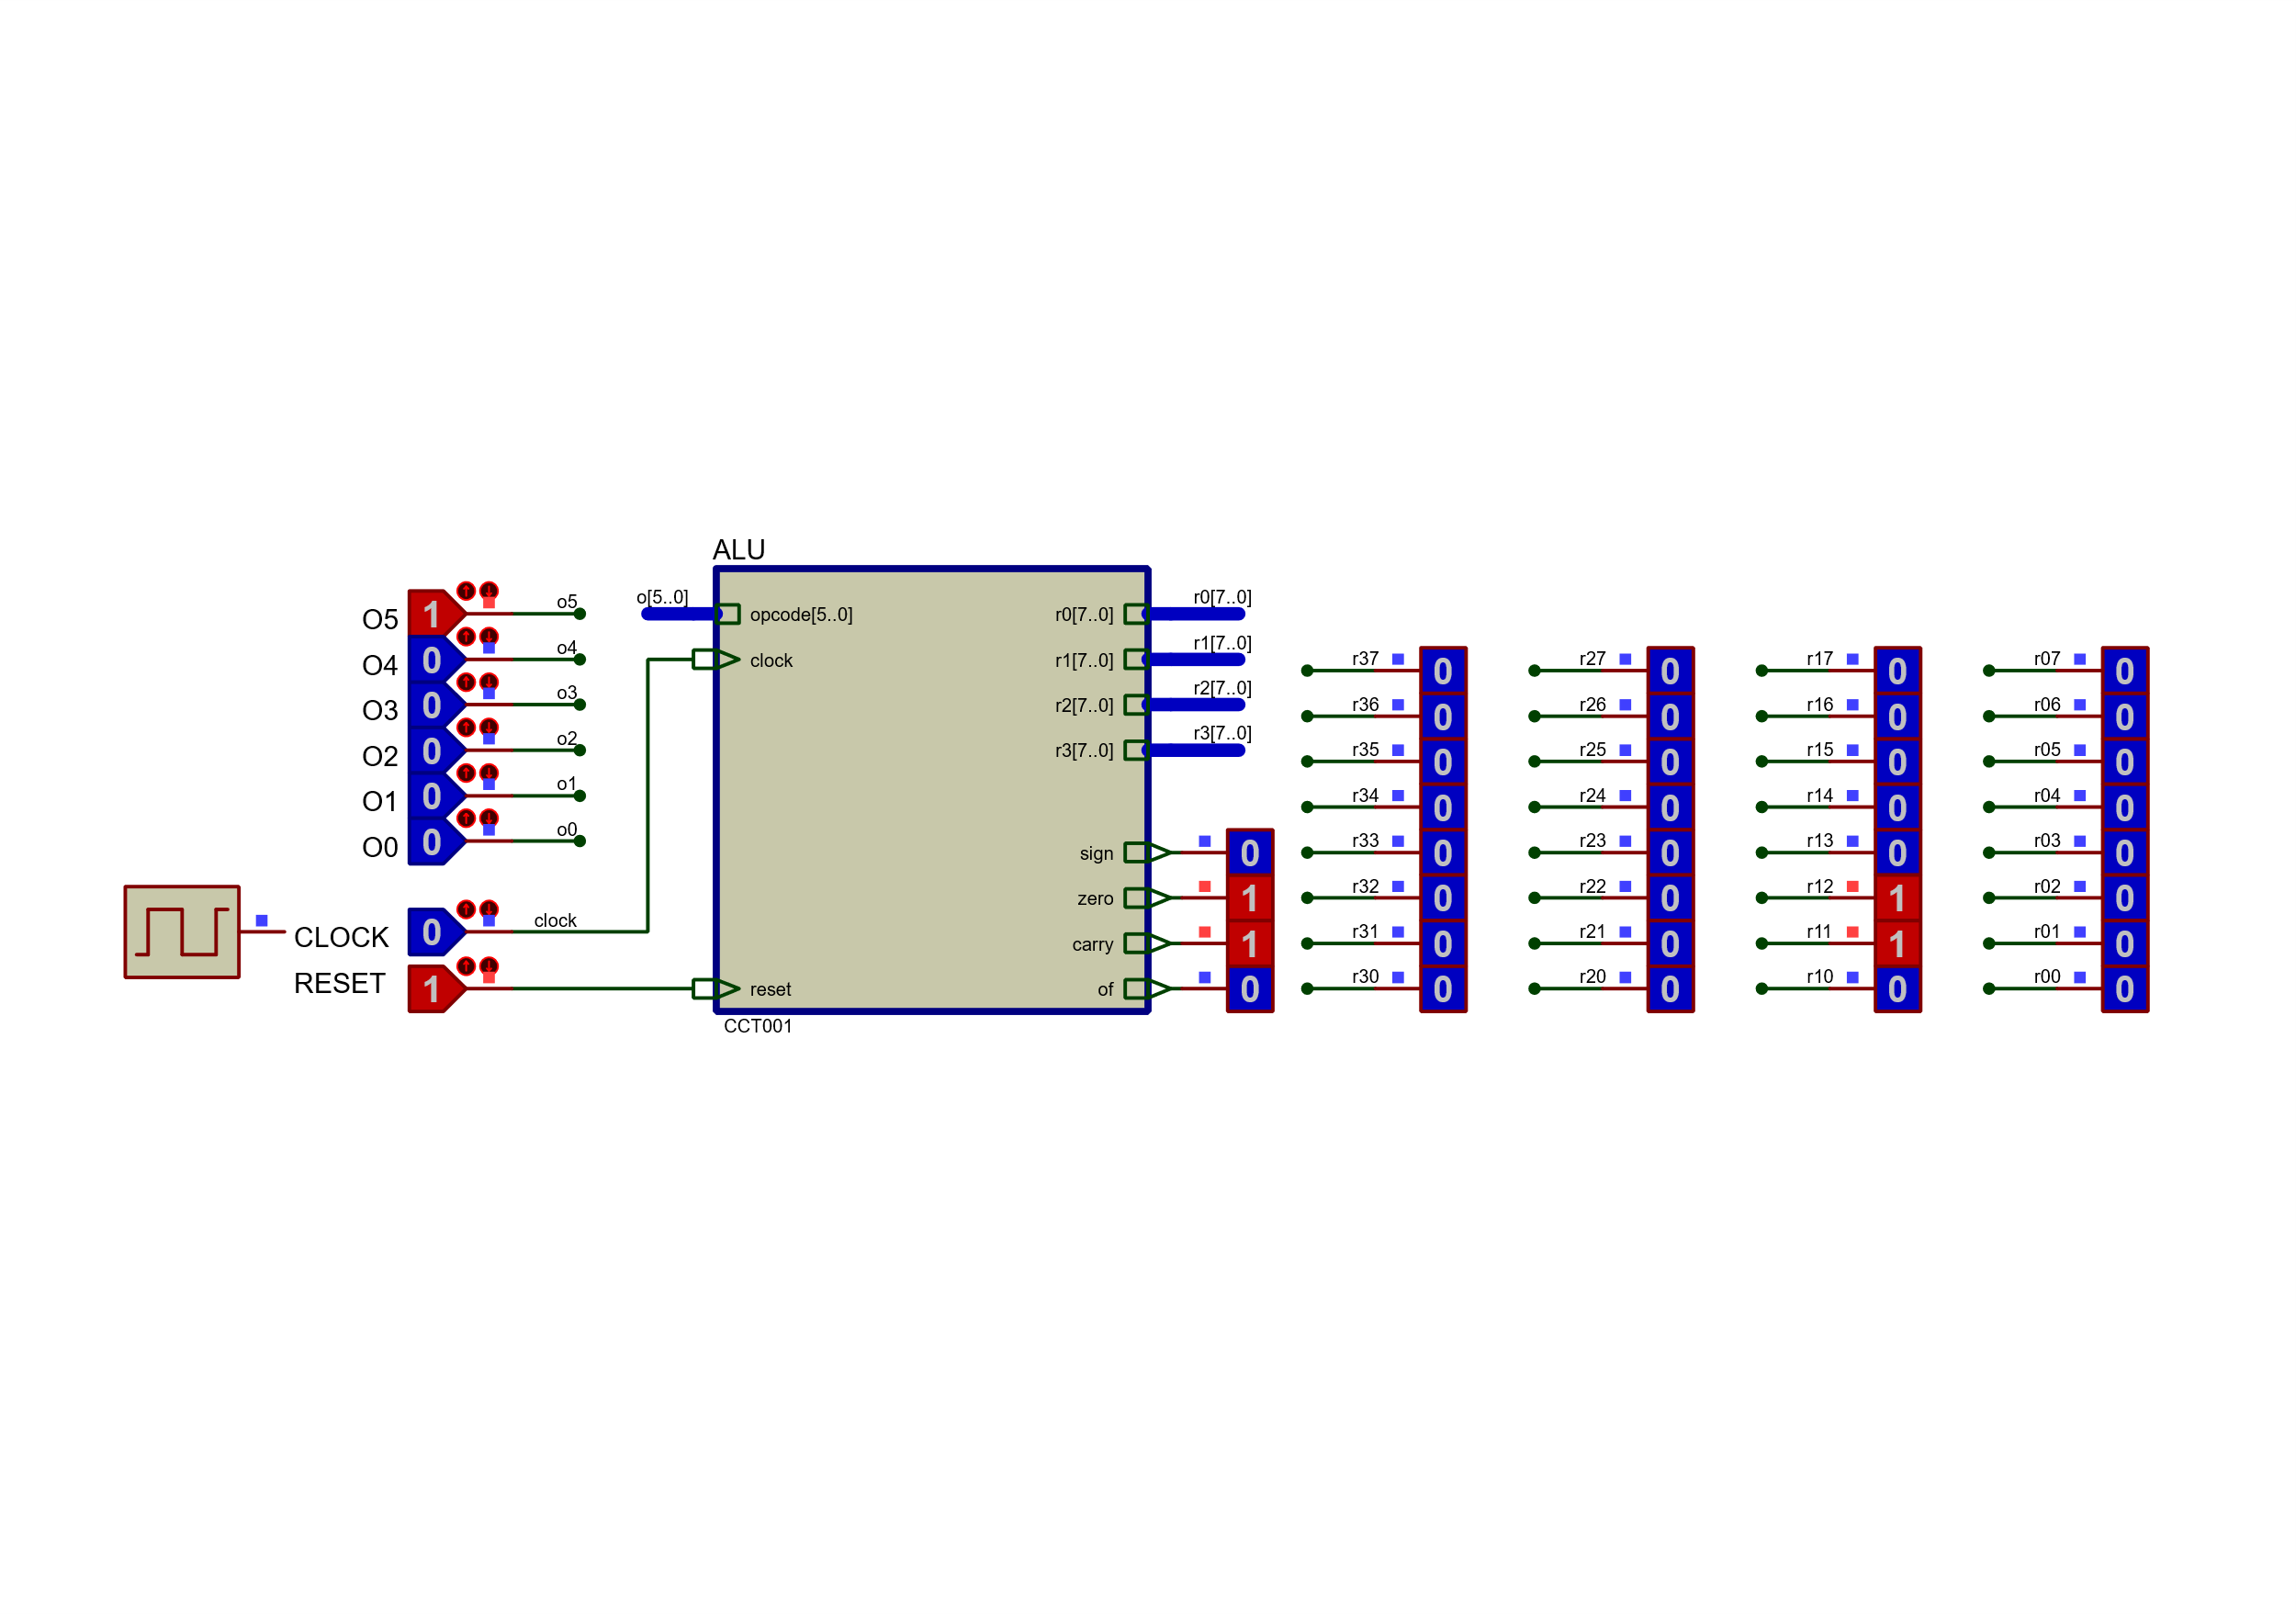 ALU
O5 1 o5
O4 0 o4
O3 0 o3
O2 0 o2
O1 0 o1
O0 0 o0
CLOCK 0 clock
RESET 1
o[5..0]
opcode[5..0]
clock
reset
CCT001
r0[7..0] r0[7..0]
r1[7..0] r1[7..0]
r2[7..0] r2[7..0]
r3[7..0] r3[7..0]
sign 0
zero 1
carry 1
of 0
r37 0 r27 0 r17 0 r07 0
r36 0 r26 0 r16 0 r06 0
r35 0 r25 0 r15 0 r05 0
r34 0 r24 0 r14 0 r04 0
r33 0 r23 0 r13 0 r03 0
r32 0 r22 0 r12 1 r02 0
r31 0 r21 0 r11 1 r01 0
r30 0 r20 0 r10 0 r00 0